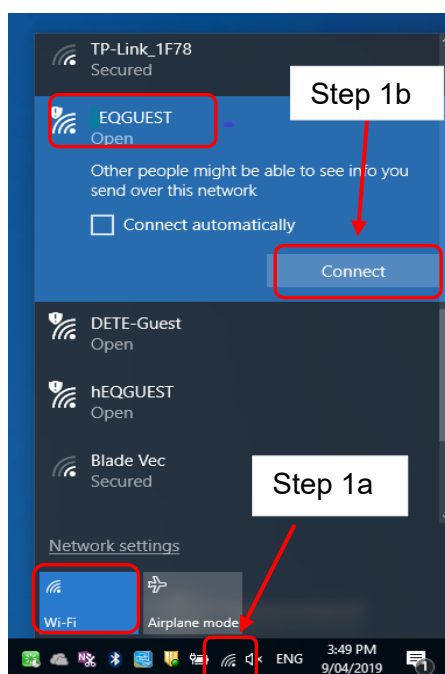 TP-Link_1F78
Secured
Step 1b
EQGUEST
Open
Other people might be able to see info you
send over this network
Connect automatically
Connect
DETE-Guest
Open
hEQGUEST
Open
Blade Vec
Secured
Step 1a
Network settings
Wi-Fi
Airplane mode
ENG
3:49 PM
9/04/2019
1